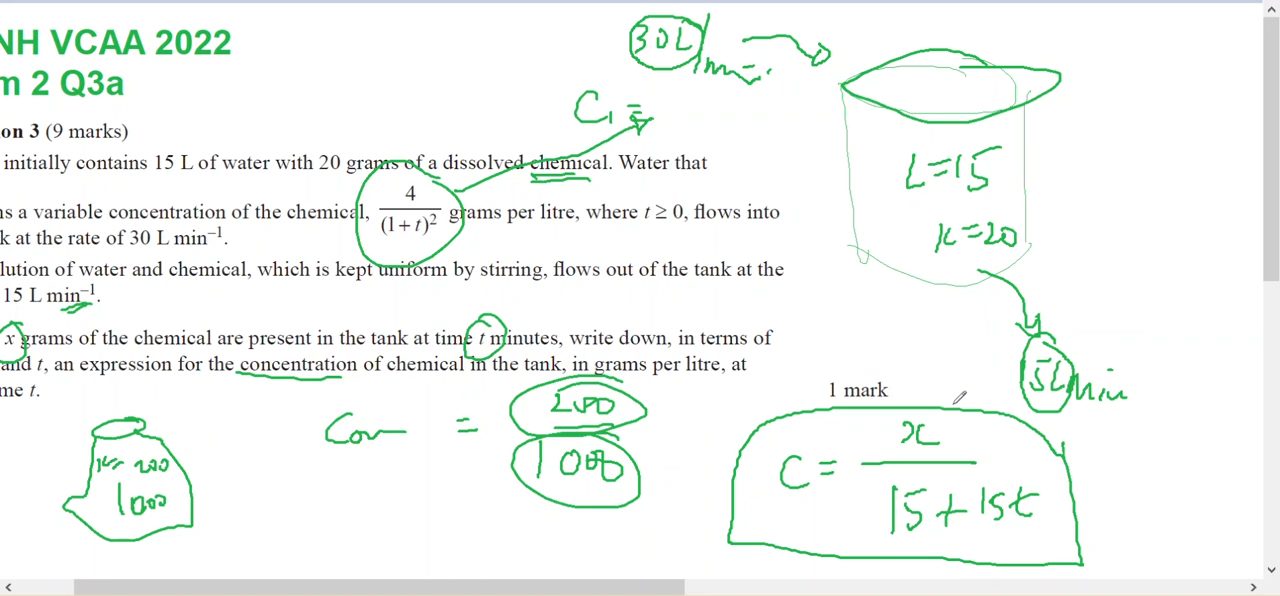 NH VCAA 2022
m 2 Q3a
on 3 (9 marks)
initially contains 15 L of water with 20 grams of a dissolved chemical. Water that
ns a variable concentration of the chemical, 4/(1+t)² grams per litre, where t ≥ 0, flows into
k at the rate of 30 L min⁻¹.
lution of water and chemical, which is kept uniform by stirring, flows out of the tank at the
15 L min⁻¹.
x grams of the chemical are present in the tank at time t minutes, write down, in terms of
and t, an expression for the concentration of chemical in the tank, in grams per litre, at
me t.
1 mark
30L/min
C₁ =
L=15
x=20
x= 200
1000
Con = 200/1000
C = x/(15+15t)